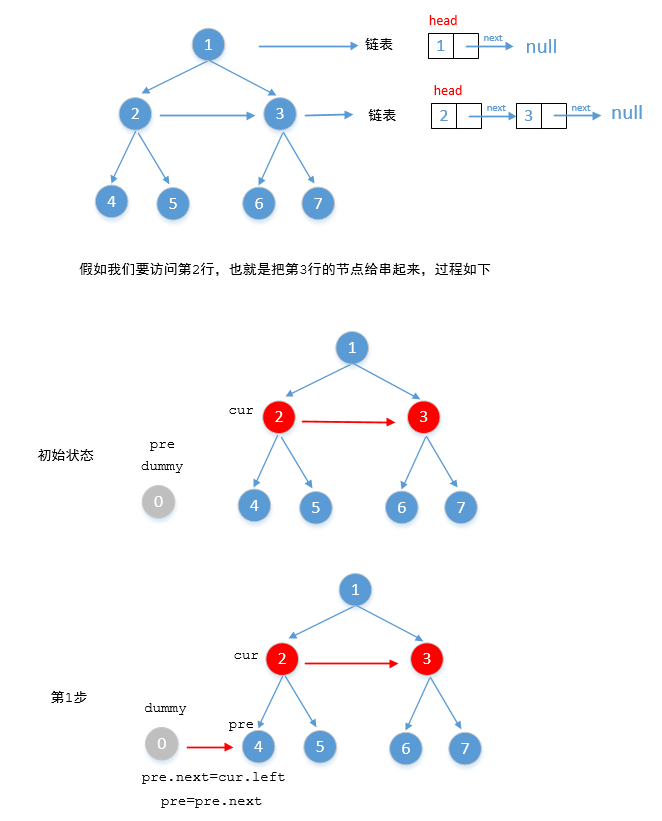 head
1 链表 1 next null
head
2 3 链表 2 next 3 next null
4 5 6 7
假如我们要访问第2行，也就是把第3行的节点给串起来，过程如下
1
cur 2 3
初始状态 pre
dummy
0 4 5 6 7
1
cur 2 3
第1步 dummy pre
0 4 5 6 7
pre.next=cur.left
pre=pre.next